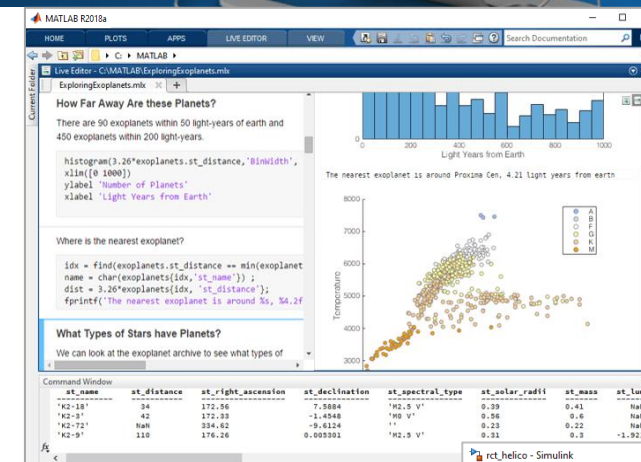 MATLAB R2018a
HOME PLOTS APPS LIVE EDITOR VIEW Search Documentation
C: MATLAB
Current Folder
Live Editor - C:\MATLAB\ExploringExoplanets.mlx
ExploringExoplanets.mlx
How Far Away Are these Planets?
There are 90 exoplanets within 50 light-years of earth and
450 exoplanets within 200 light-years.
histogram(3.26*exoplanets.st_distance,'BinWidth',
xlim([0 1000])
ylabel 'Number of Planets'
xlabel 'Light Years from Earth'
Where is the nearest exoplanet?
idx = find(exoplanets.st_distance == min(exoplanet
name = char(exoplanets{idx,'st_name'}) ;
dist = 3.26*exoplanets{idx, 'st_distance'};
fprintf('The nearest exoplanet is around %s, %4.2f
What Types of Stars have Planets?
We can look at the exoplanet archive to see what types of
0
0 200 400 600 800 1000
Light Years from Earth
The nearest exoplanet is around Proxima Cen, 4.21 light years from earth
8000
7000
6000
5000
4000
3000
Temperature
A
B
F
G
K
M
Command Window
st_name st_distance st_right_ascension st_declination st_spectral_type st_solar_radii st_mass st_lum
'K2-18' 34 172.56 7.5884 'M2.5 V' 0.39 0.41 NaN
'K2-3' 42 172.33 -1.4548 'M0 V' 0.56 0.6 NaN
'K2-72' NaN 334.62 -9.6124 '' 0.23 0.22 NaN
'K2-9' 110 176.26 0.005301 'M2.5 V' 0.31 0.3 -1.92
fx
rct_helico - Simulink